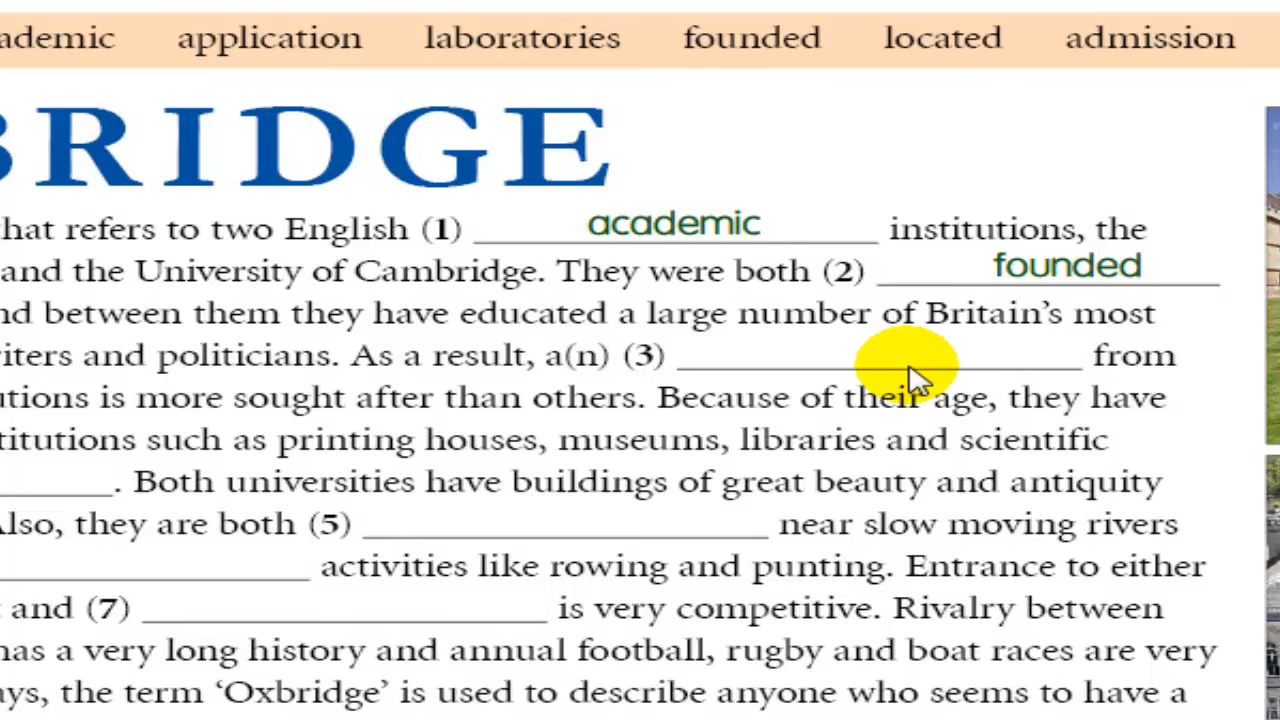 ademic application laboratories founded located admission
BRIDGE
that refers to two English (1) academic institutions, the
and the University of Cambridge. They were both (2) founded
nd between them they have educated a large number of Britain's most
iters and politicians. As a result, a(n) (3) ____ from
utions is more sought after than others. Because of their age, they have
titutions such as printing houses, museums, libraries and scientific
____. Both universities have buildings of great beauty and antiquity
Also, they are both (5) ____ near slow moving rivers
____ activities like rowing and punting. Entrance to either
t and (7) ____ is very competitive. Rivalry between
has a very long history and annual football, rugby and boat races are very
ays, the term 'Oxbridge' is used to describe anyone who seems to have a